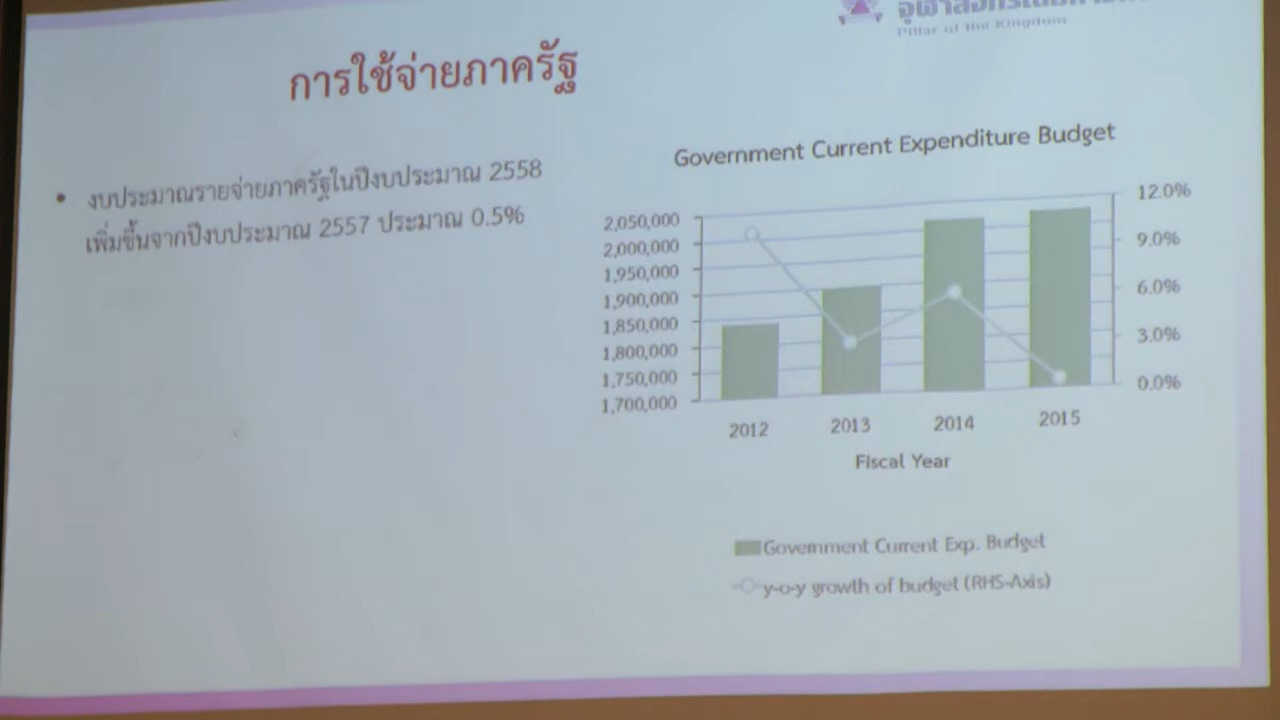 Pillar of the Kingdom
การใช้จ่ายภาครัฐ
• งบประมาณรายจ่ายภาครัฐในปีงบประมาณ 2558
เพิ่มขึ้นจากปีงบประมาณ 2557 ประมาณ 0.5%
Government Current Expenditure Budget
2,050,000
2,000,000
1,950,000
1,900,000
1,850,000
1,800,000
1,750,000
1,700,000
12.0%
9.0%
6.0%
3.0%
0.0%
2012 2013 2014 2015
Fiscal Year
Government Current Exp. Budget
y-o-y growth of budget (RHS-Axis)